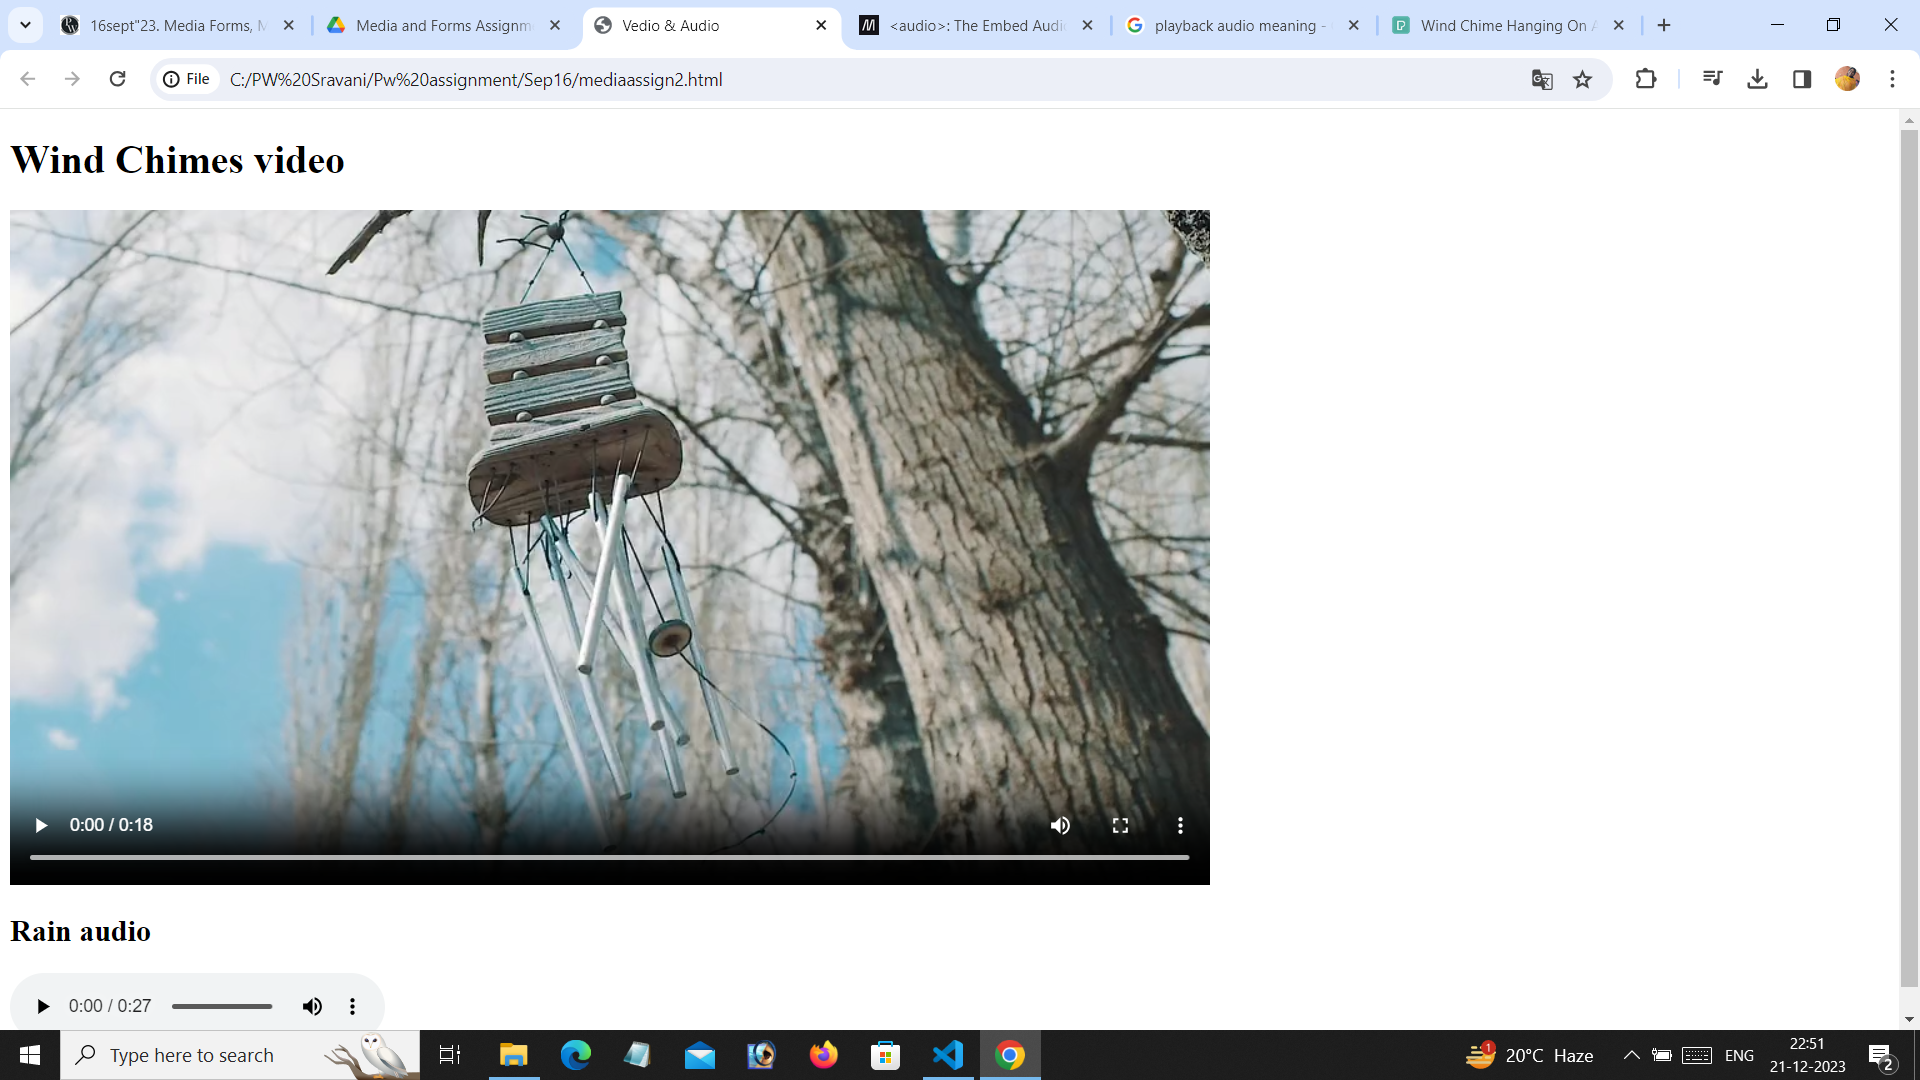 16sept"23. Media Forms, M
Media and Forms Assignm
Vedio & Audio
<audio>: The Embed Audi
playback audio meaning -
Wind Chime Hanging On A
File
C:/PW%20Sravani/Pw%20assignment/Sep16/mediaassign2.html
Wind Chimes video
0:00 / 0:18
Rain audio
0:00 / 0:27
Type here to search
1
20°C Haze
ENG
22:51
21-12-2023
2